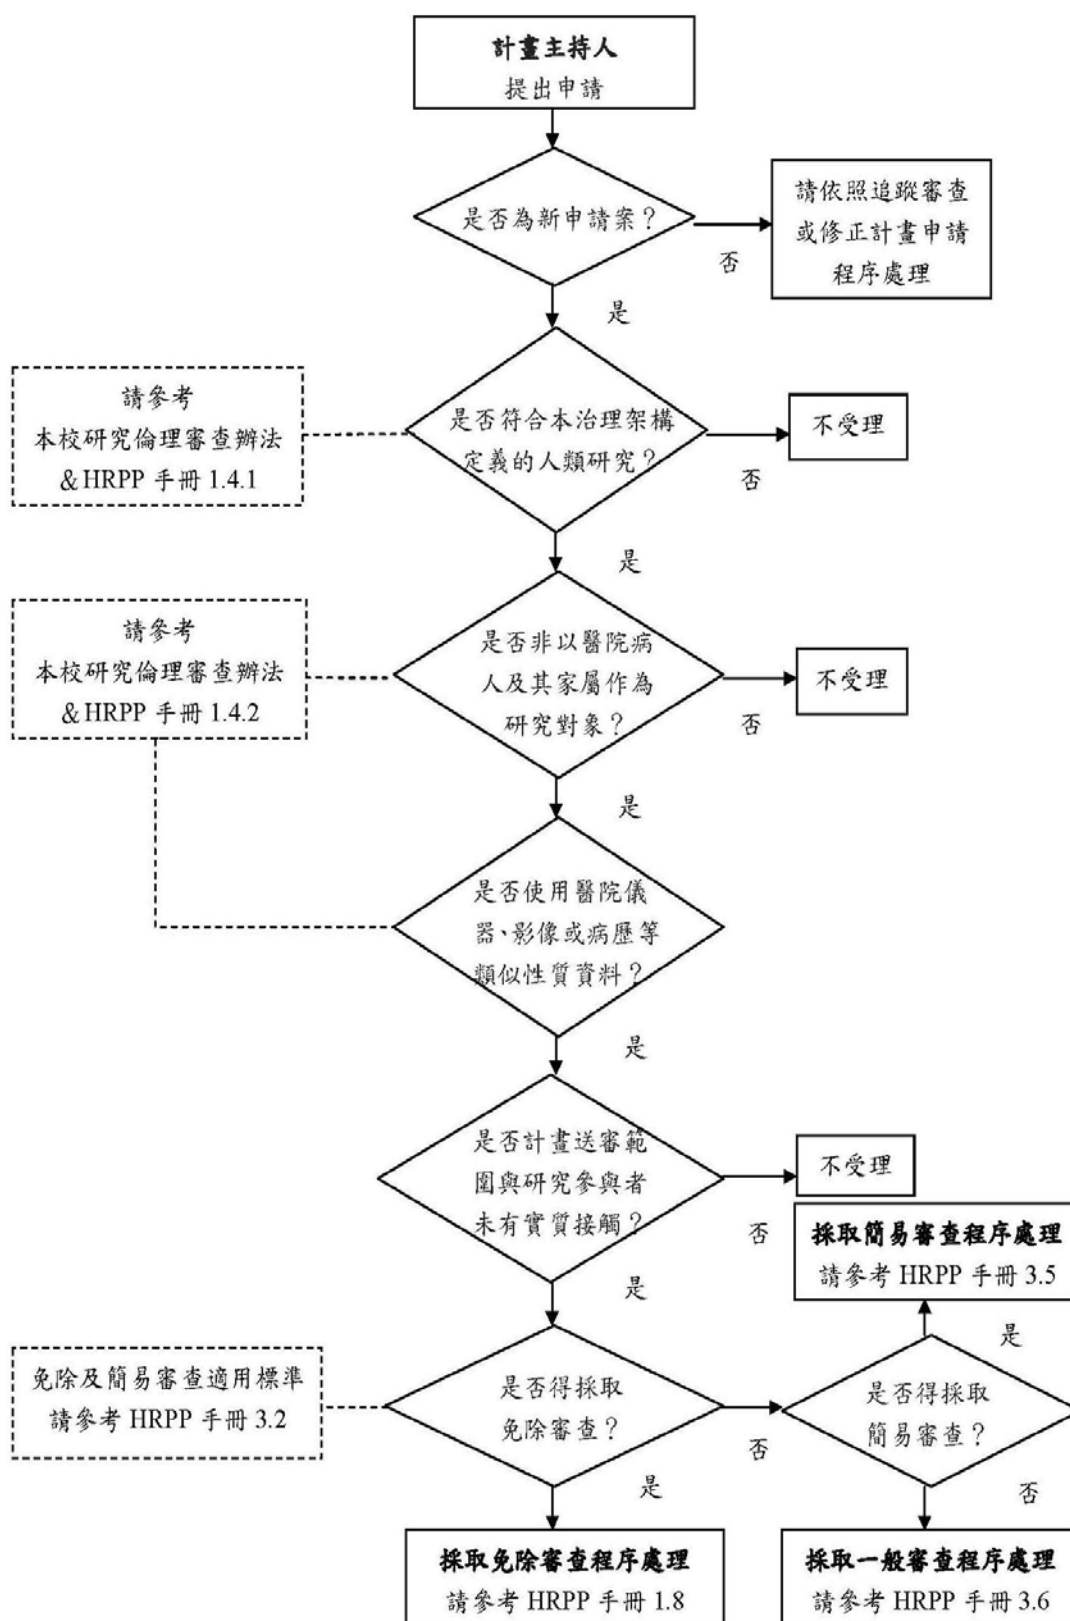 計畫主持人
提出申請
是否為新申請案？
否
請依照追蹤審查
或修正計畫申請
程序處理
是
請參考
本校研究倫理審查辦法
&HRPP 手冊 1.4.1
是否符合本治理架構
定義的人類研究？
否
不受理
是
請參考
本校研究倫理審查辦法
&HRPP 手冊 1.4.2
是否非以醫院病
人及其家屬作為
研究對象？
否
不受理
是
是否使用醫院儀
器、影像或病歷等
類似性質資料？
是
是否計畫送審範
圍與研究參與者
未有實質接觸？
否
不受理
是
採取簡易審查程序處理
請參考 HRPP 手冊 3.5
是
免除及簡易審查適用標準
請參考 HRPP 手冊 3.2
是否得採取
免除審查？
否
是否得採取
簡易審查？
是
否
採取免除審查程序處理
請參考 HRPP 手冊 1.8
採取一般審查程序處理
請參考 HRPP 手冊 3.6